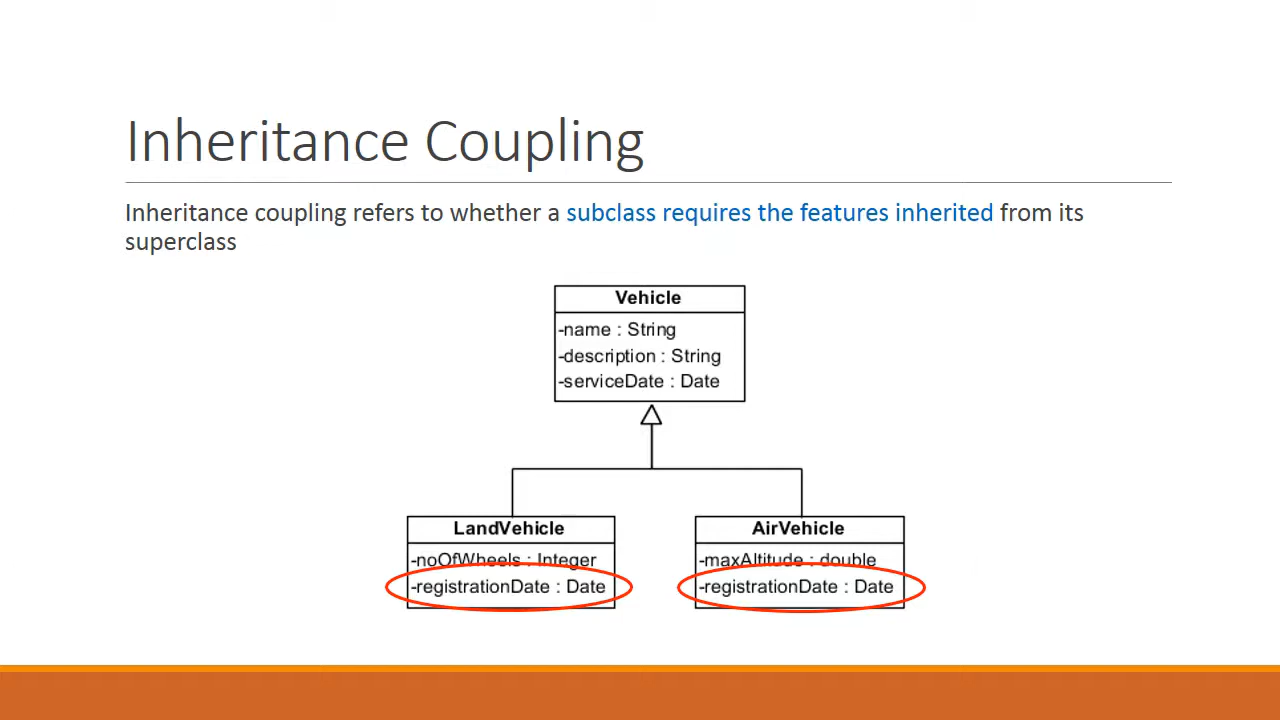 Inheritance Coupling
Inheritance coupling refers to whether a subclass requires the features inherited from its
superclass
Vehicle
-name : String
-description : String
-serviceDate : Date
LandVehicle
-noOfWheels : Integer
-registrationDate : Date
AirVehicle
-maxAltitude : double
-registrationDate : Date